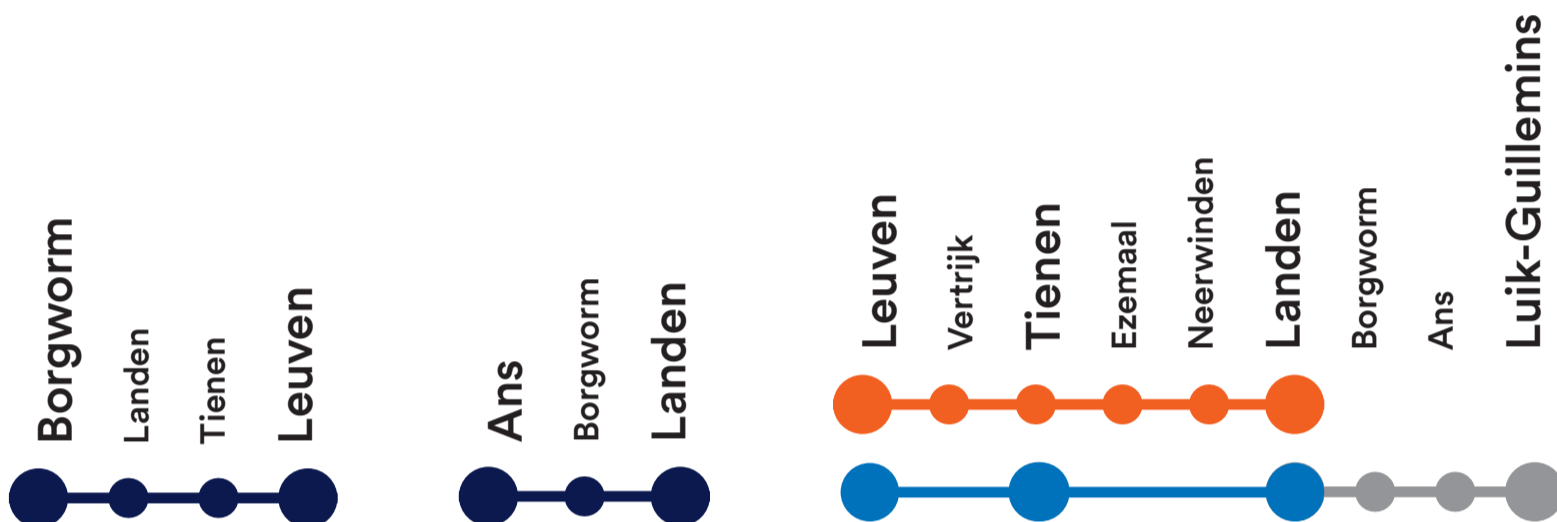 Borgworm
Landen
Tienen
Leuven
Ans
Borgworm
Landen
Leuven
Vertrijk
Tienen
Ezemaal
Neerwinden
Landen
Borgworm
Ans
Luik-Guillemins